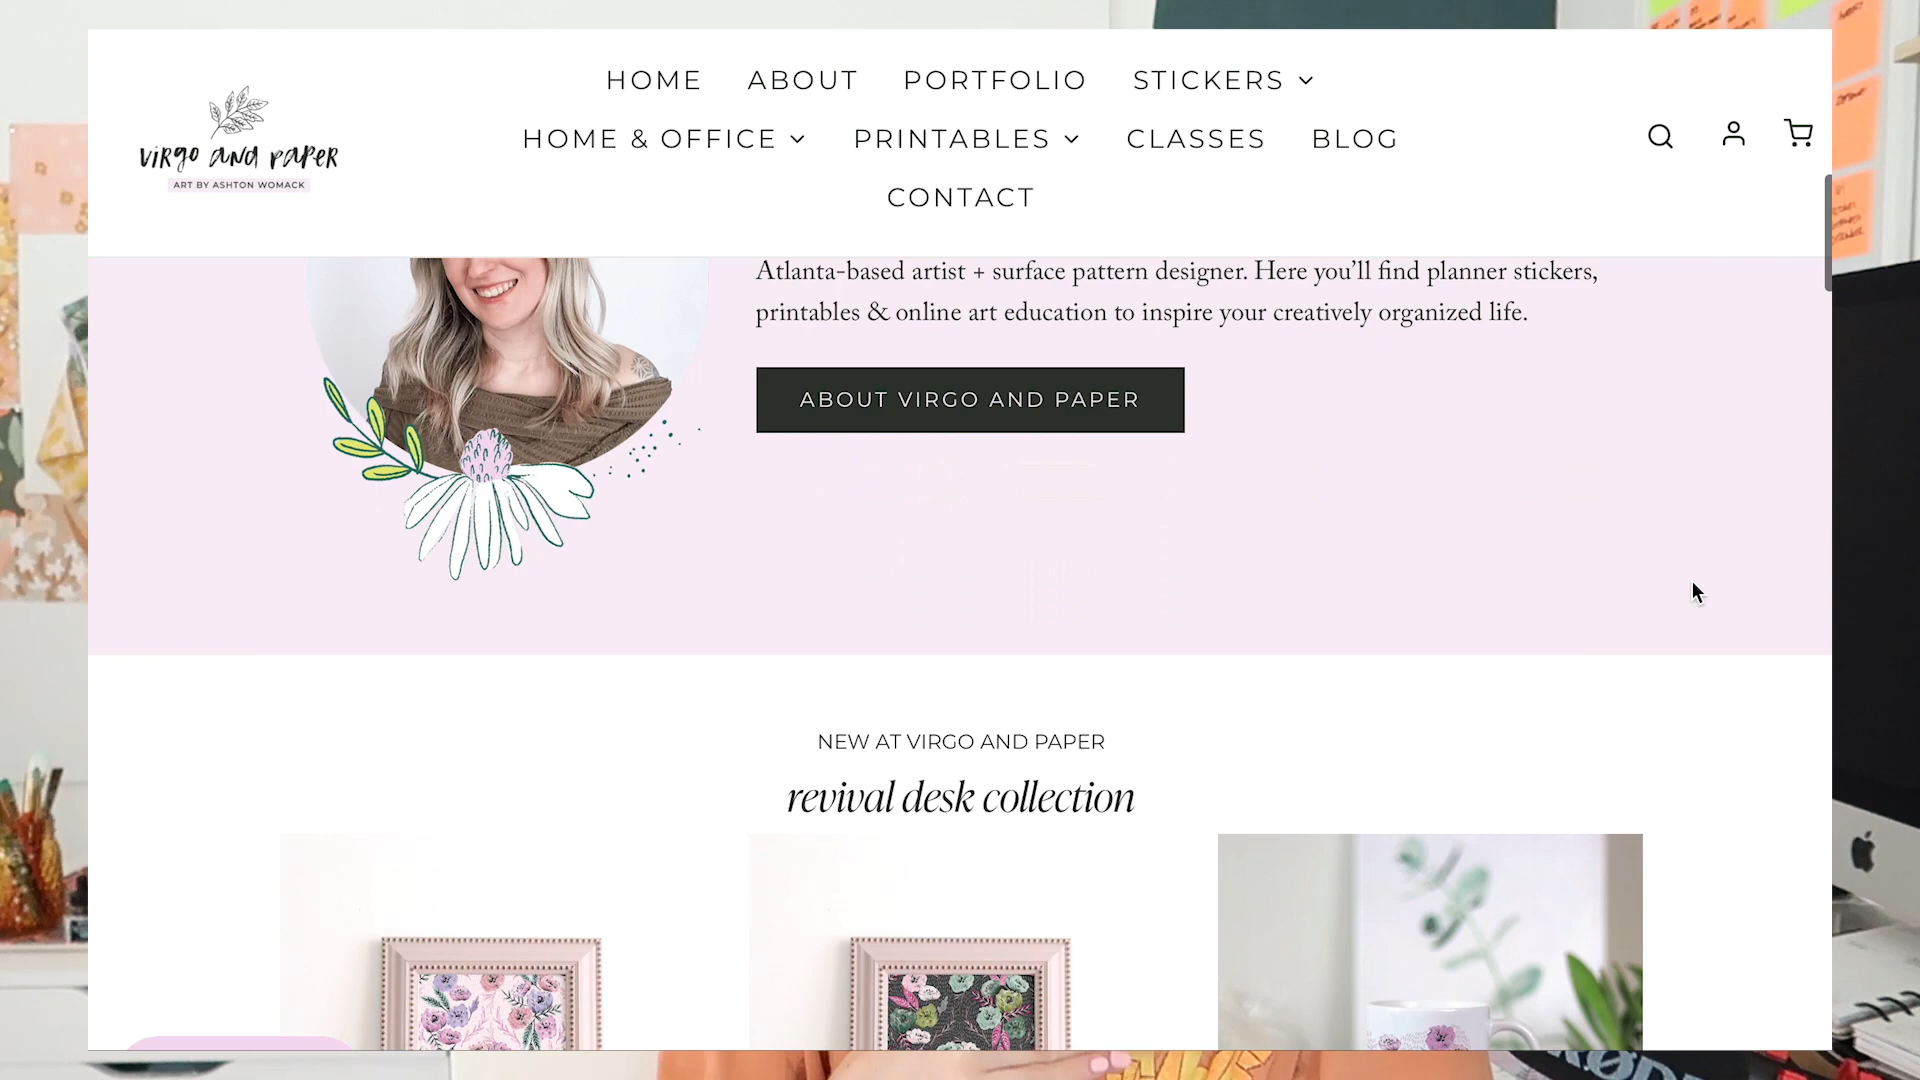 HOME ABOUT PORTFOLIO STICKERS
HOME & OFFICE PRINTABLES CLASSES BLOG
CONTACT
virgo and paper
ART BY ASHTON WOMACK
Atlanta-based artist + surface pattern designer. Here you’ll find planner stickers,
printables & online art education to inspire your creatively organized life.
ABOUT VIRGO AND PAPER
NEW AT VIRGO AND PAPER
revival desk collection